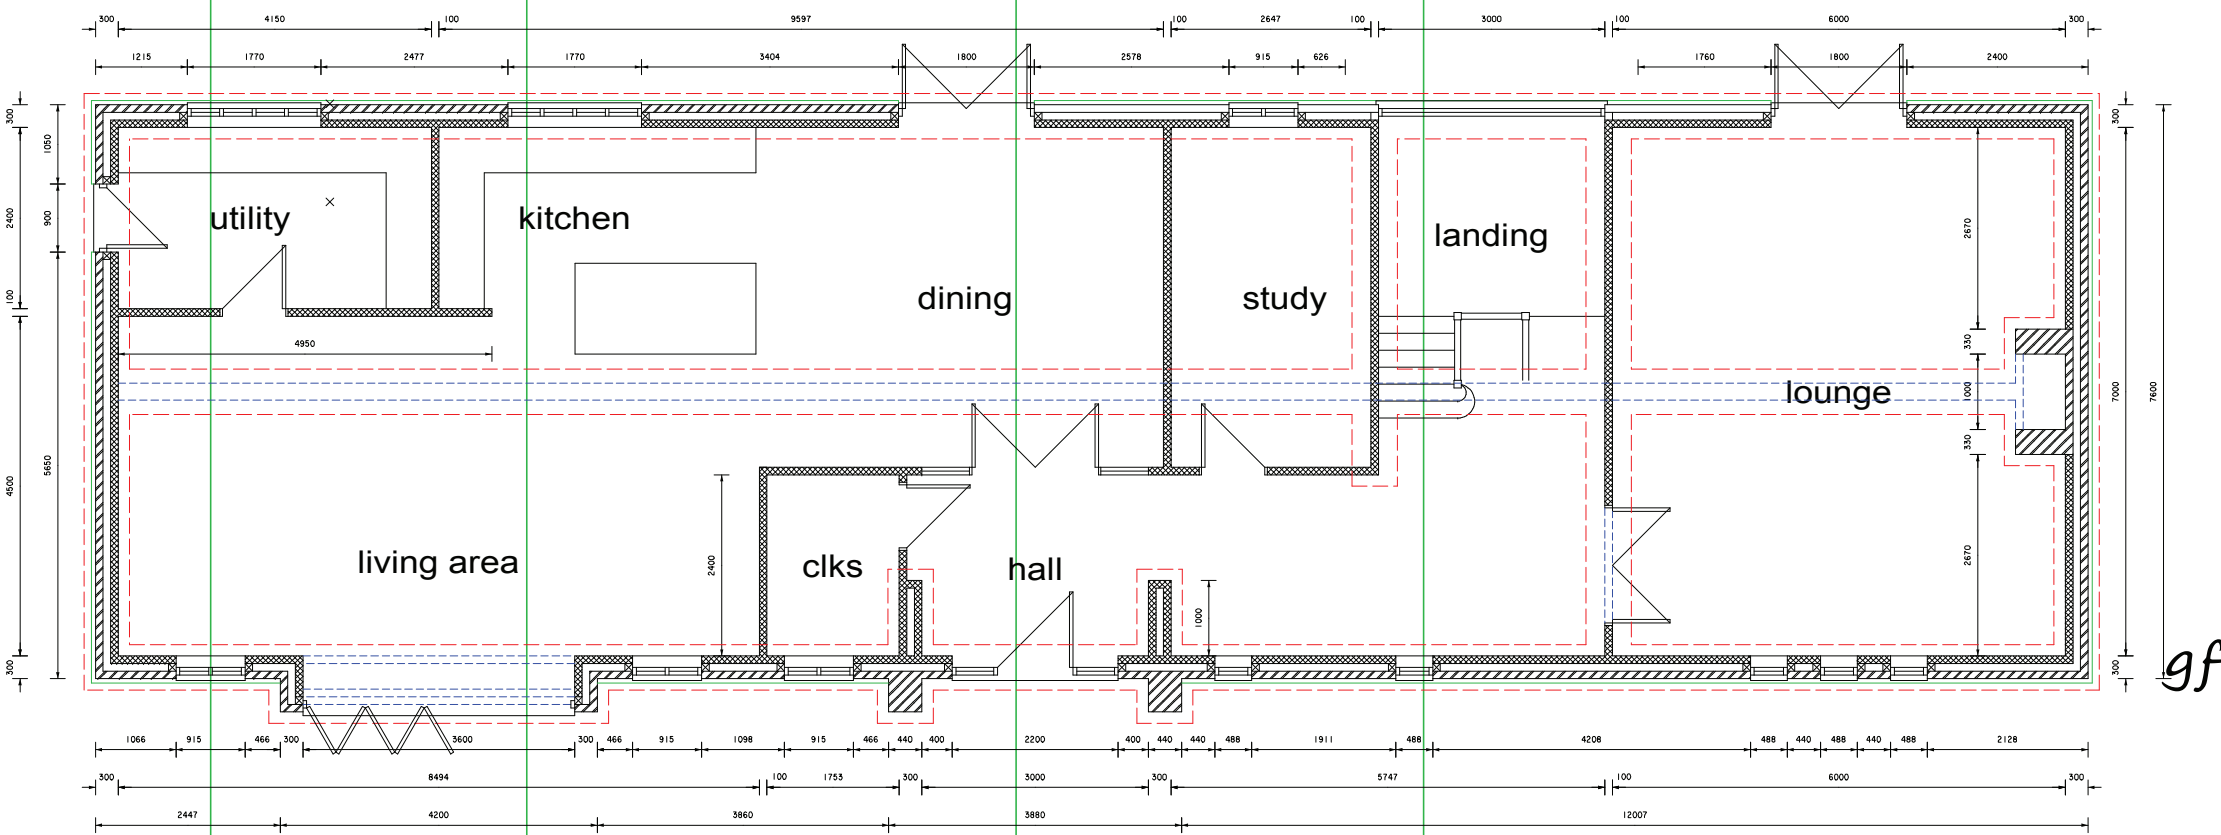 300 4150 100 9597 100 2647 100 3000 100 6000 300
1215 1770 2477 1770 3404 1800 2578 915 626 1760 1800 2400
300 2400 100 4500 300
1050 900 5650
utility
kitchen
dining
study
landing
lounge
4950
living area
clks
hall
2400
1000
2670 330 1000 330 2670
300 7000 300
7600
gf
1066 915 466 300 3600 300 466 915 1098 915 466 440 400 2200 400 440 440 488 1911 488 4208 488 440 488 440 488 2128
300 8494 100 1753 300 3000 300 5747 100 6000 300
2447 4200 3860 3880 12007